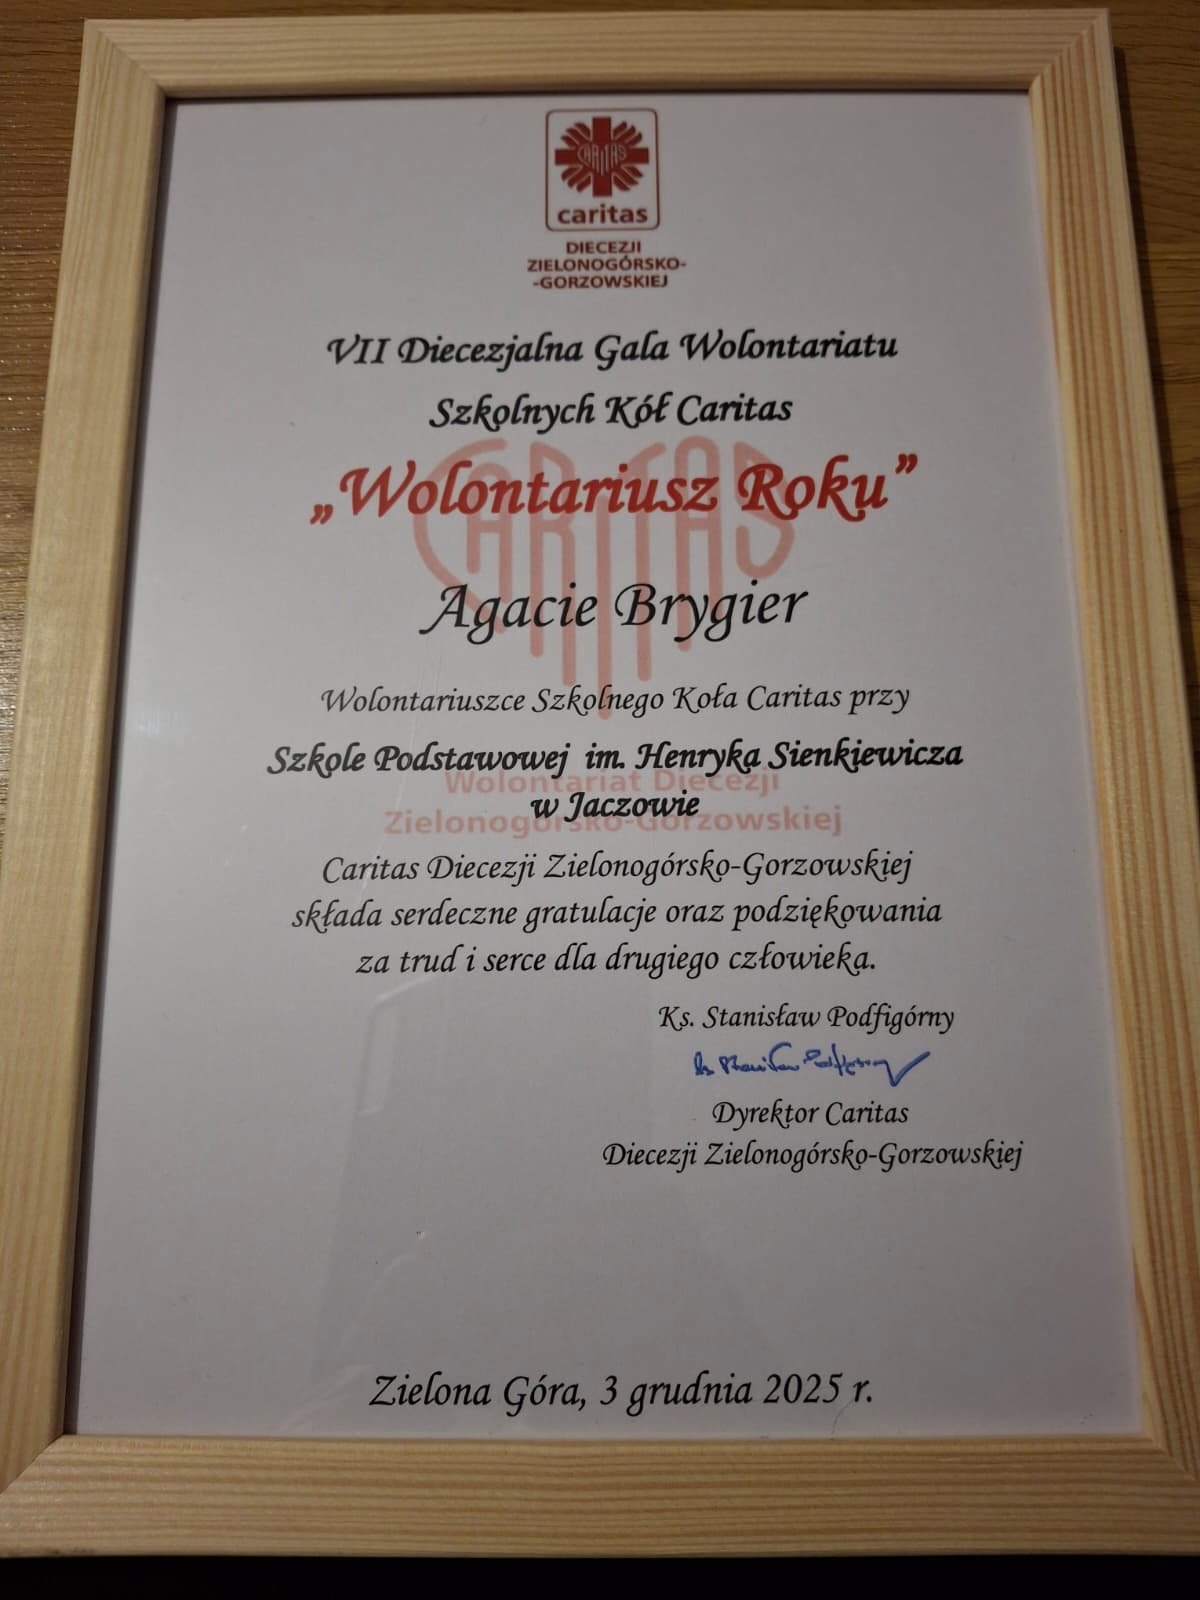 CARITAS
caritas
DIECEZJI
ZIELONOGÓRSKO-
-GORZOWSKIEJ
VII Diecezjalna Gala Wolontariatu
Szkolnych Kół Caritas
„Wolontariusz Roku”
CARITAS
Agacie Brygier
Wolontariuszce Szkolnego Koła Caritas przy
Szkole Podstawowej im. Henryka Sienkiewicza
Wolontariat Diecezji
w Jaczowie
Zielonogórsko-Gorzowskiej
Caritas Diecezji Zielonogórsko-Gorzowskiej
składa serdeczne gratulacje oraz podziękowania
za trud i serce dla drugiego człowieka.
Ks. Stanisław Podfigórny
Ks Stanisław Podfigórny
Dyrektor Caritas
Diecezji Zielonogórsko-Gorzowskiej
Zielona Góra, 3 grudnia 2025 r.